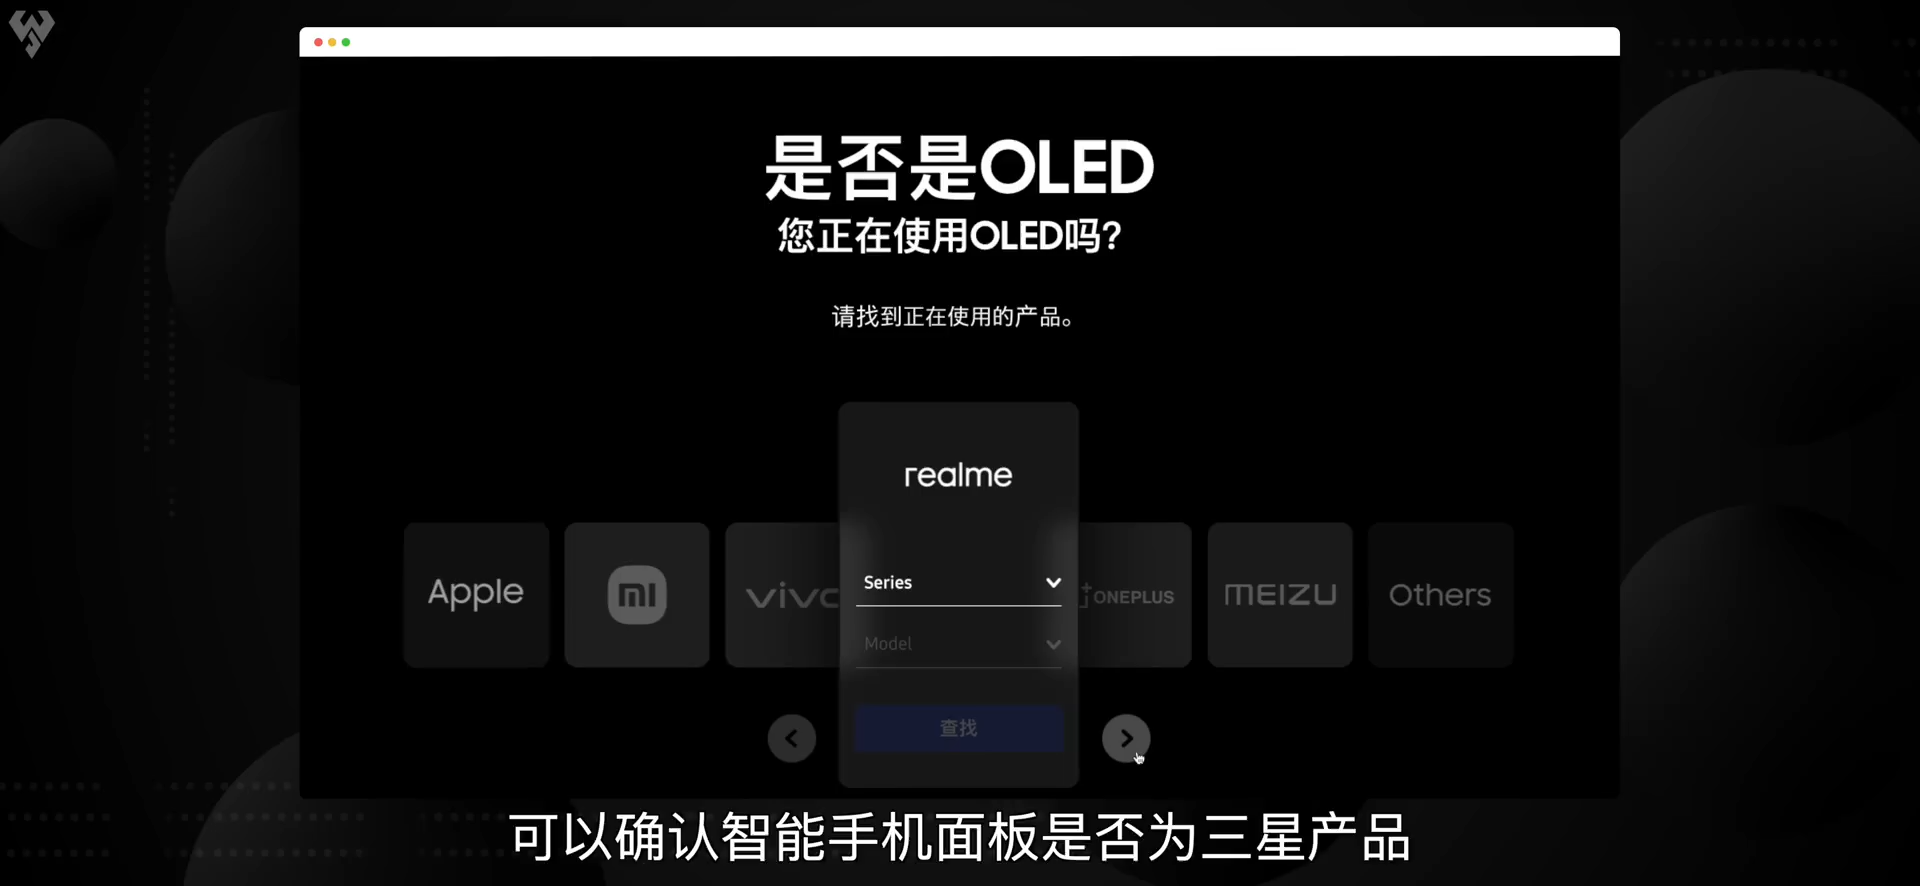 是否是OLED
您正在使用OLED吗?
请找到正在使用的产品。
realme
Series
Model
查找
Apple
mi
vivo
ONEPLUS
MEIZU
Others
可以确认智能手机面板是否为三星产品